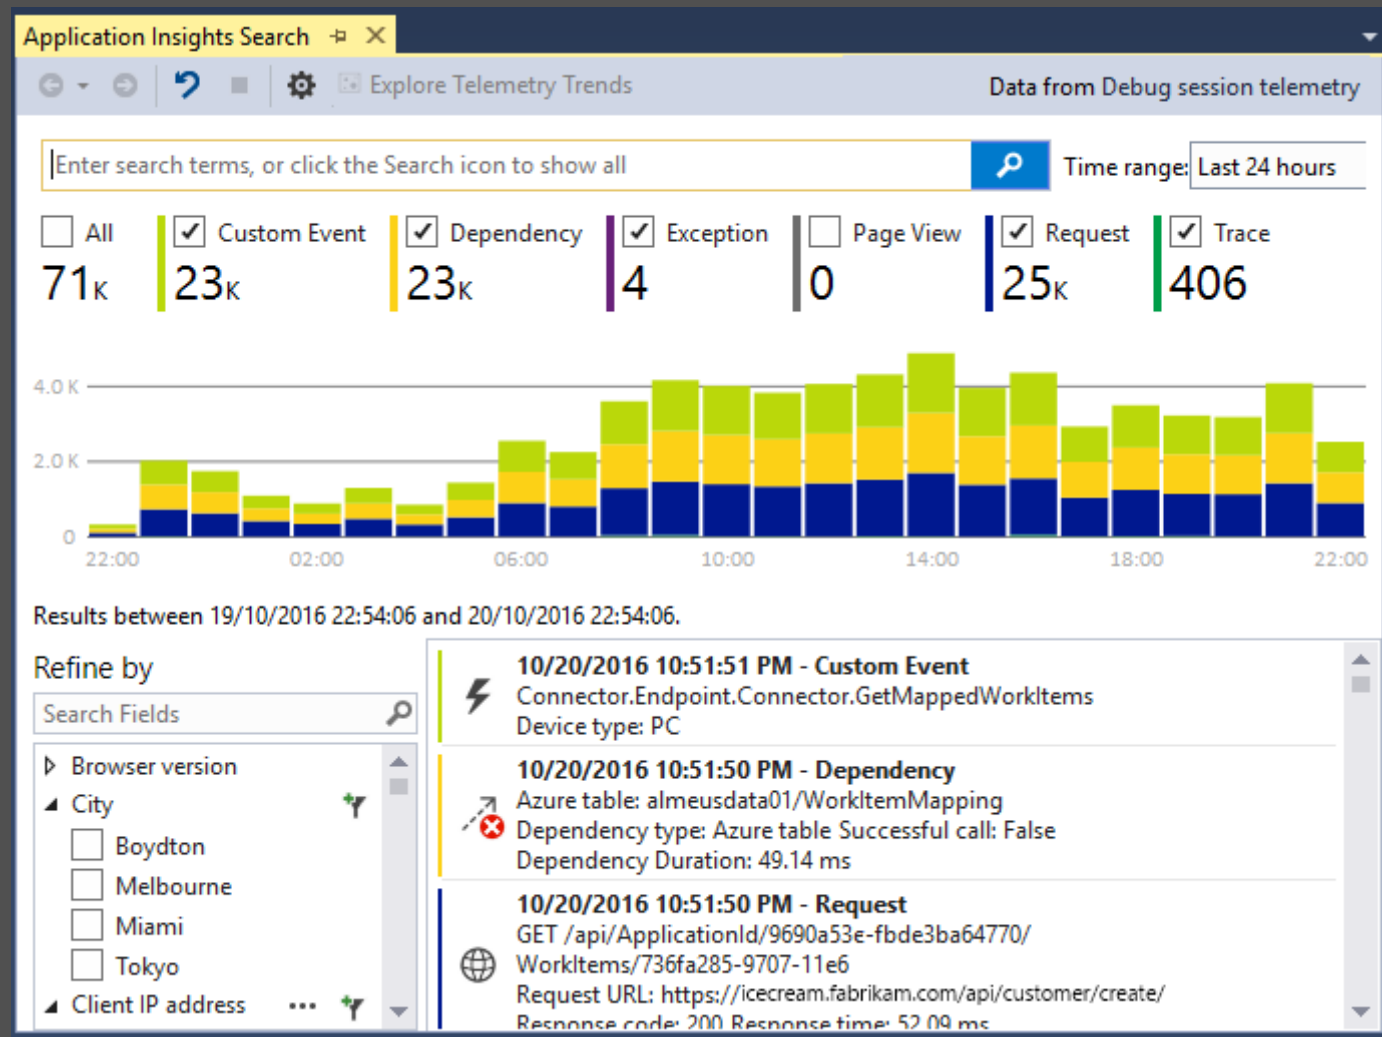 Application Insights Search
Explore Telemetry Trends
Data from Debug session telemetry
Enter search terms, or click the Search icon to show all
Time range: Last 24 hours
All
Custom Event
Dependency
Exception
Page View
Request
Trace
71K
23K
23K
4
0
25K
406
4.0 K
2.0 K
0
22:00
02:00
06:00
10:00
14:00
18:00
22:00
Results between 19/10/2016 22:54:06 and 20/10/2016 22:54:06.
Refine by
Search Fields
Browser version
City
Boydton
Melbourne
Miami
Tokyo
Client IP address
10/20/2016 10:51:51 PM - Custom Event
Connector.Endpoint.Connector.GetMappedWorkItems
Device type: PC
10/20/2016 10:51:50 PM - Dependency
Azure table: almeusdata01/WorkItemMapping
Dependency type: Azure table Successful call: False
Dependency Duration: 49.14 ms
10/20/2016 10:51:50 PM - Request
GET /api/ApplicationId/9690a53e-fbde3ba64770/
WorkItems/736fa285-9707-11e6
Request URL: https://icecream.fabrikam.com/api/customer/create/
Response code: 200 Response time: 52.09 ms